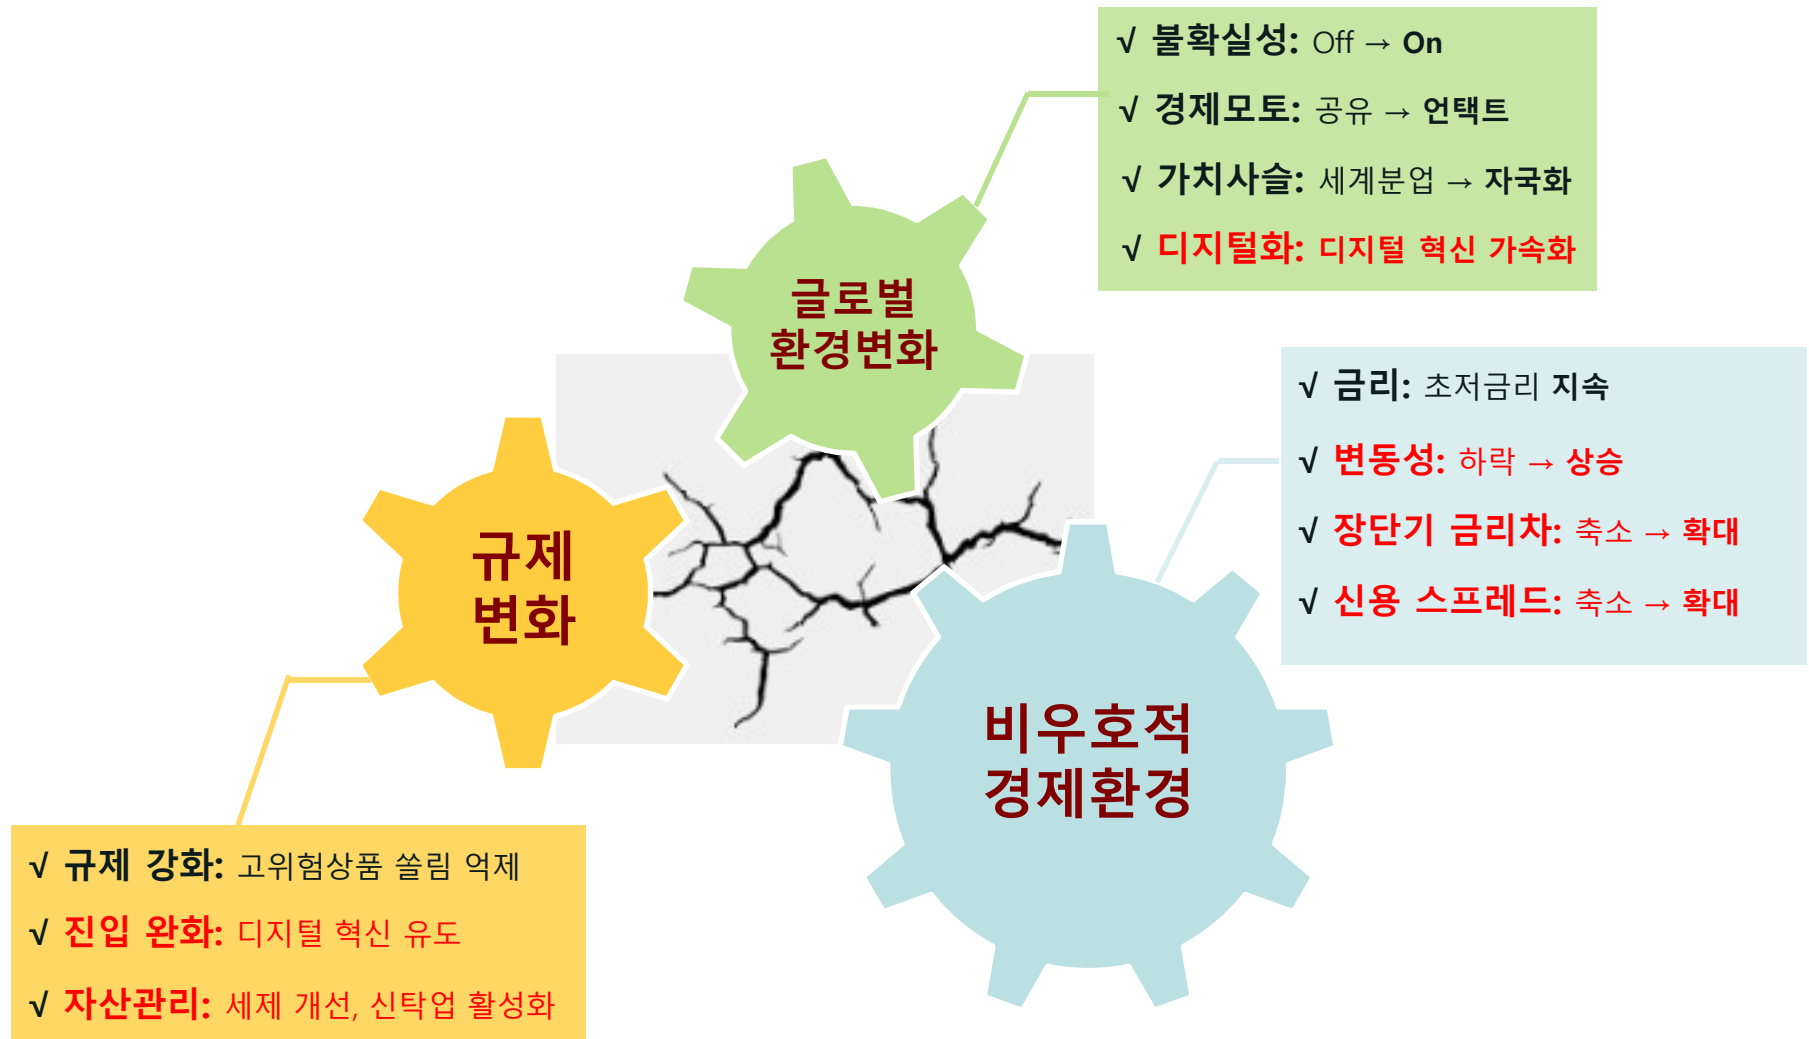 √ 불확실성: Off → On
√ 경제모토: 공유 → 언택트
√ 가치사슬: 세계분업 → 자국화
√ 디지털화: 디지털 혁신 가속화
글로벌
환경변화
√ 금리: 초저금리 지속
√ 변동성: 하락 → 상승
√ 장단기 금리차: 축소 → 확대
√ 신용 스프레드: 축소 → 확대
규제
변화
비우호적
경제환경
√ 규제 강화: 고위험상품 쏠림 억제
√ 진입 완화: 디지털 혁신 유도
√ 자산관리: 세제 개선, 신탁업 활성화